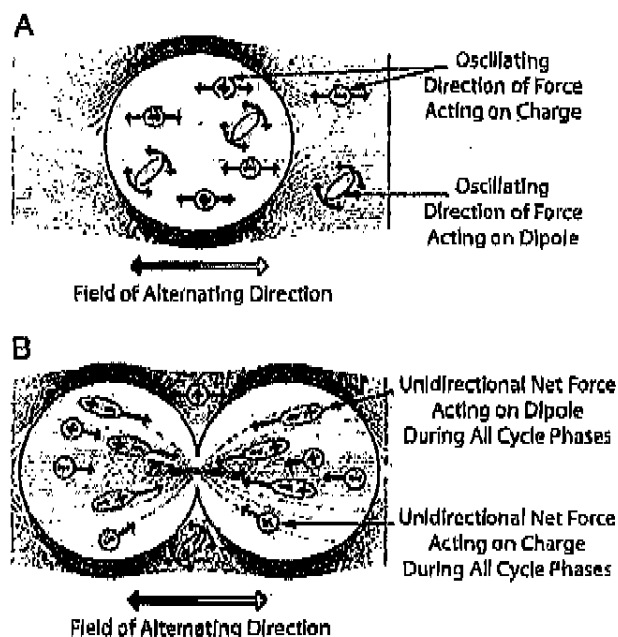 A
Oscillating
Direction of Force
Acting on Charge
Oscillating
Direction of Force
Acting on Dipole
Field of Alternating Direction
B
Unidirectional Net Force
Acting on Dipole
During All Cycle Phases
Unidirectional Net Force
Acting on Charge
During All Cycle Phases
Field of Alternating Direction